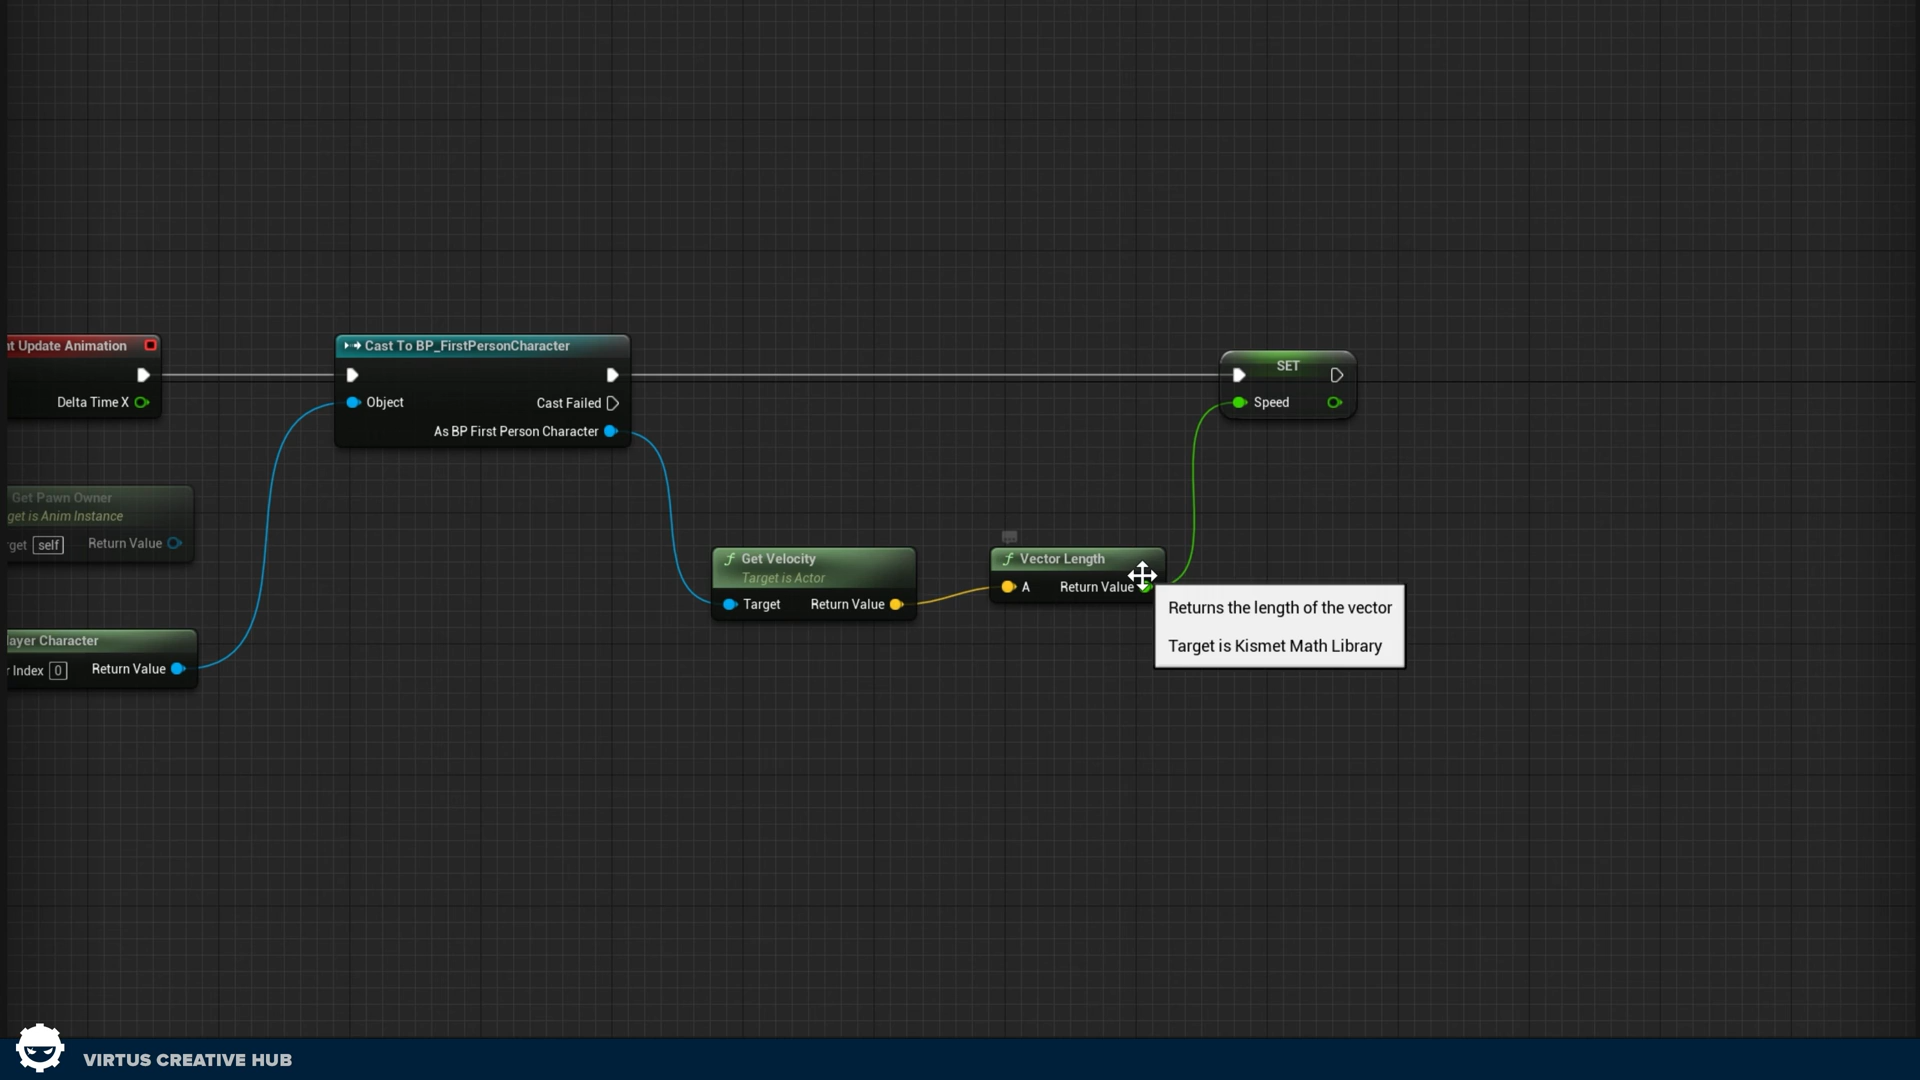 nt Update Animation
Delta Time X
Cast To BP_FirstPersonCharacter
Object
Cast Failed
As BP First Person Character
SET
Speed
Get Pawn Owner
get is Anim Instance
rget self Return Value
ayer Character
r Index 0 Return Value
f Get Velocity
Target is Actor
Target Return Value
f Vector Length
A Return Value
Returns the length of the vector
Target is Kismet Math Library
VIRTUS CREATIVE HUB